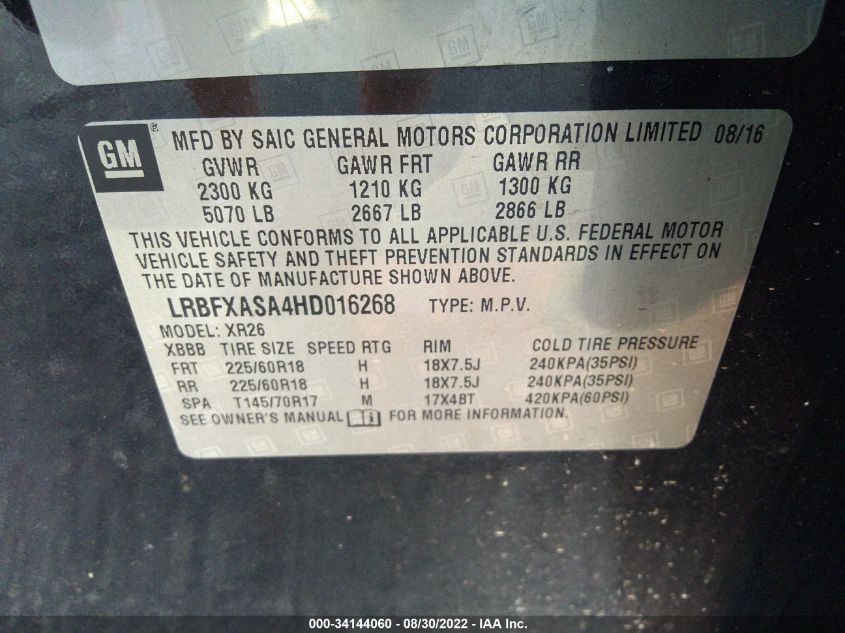 GM ® MFD BY SAIC GENERAL MOTORS CORPORATION LIMITED 08/16
GVWR GAWR FRT GAWR RR
2300 KG 1210 KG 1300 KG
5070 LB 2667 LB 2866 LB
THIS VEHICLE CONFORMS TO ALL APPLICABLE U.S. FEDERAL MOTOR
VEHICLE SAFETY AND THEFT PREVENTION STANDARDS IN EFFECT ON
THE DATE OF MANUFACTURE SHOWN ABOVE.
LRBFXASA4HD016268 TYPE: M.P.V.
MODEL: XR26
XBBB TIRE SIZE SPEED RTG RIM COLD TIRE PRESSURE
FRT 225/60R18 H 18X7.5J 240KPA(35PSI)
RR 225/60R18 H 18X7.5J 240KPA(35PSI)
SPA T145/70R17 M 17X4BT 420KPA(60PSI)
SEE OWNER'S MANUAL FOR MORE INFORMATION.
000-34144060 - 08/30/2022 - IAA Inc.